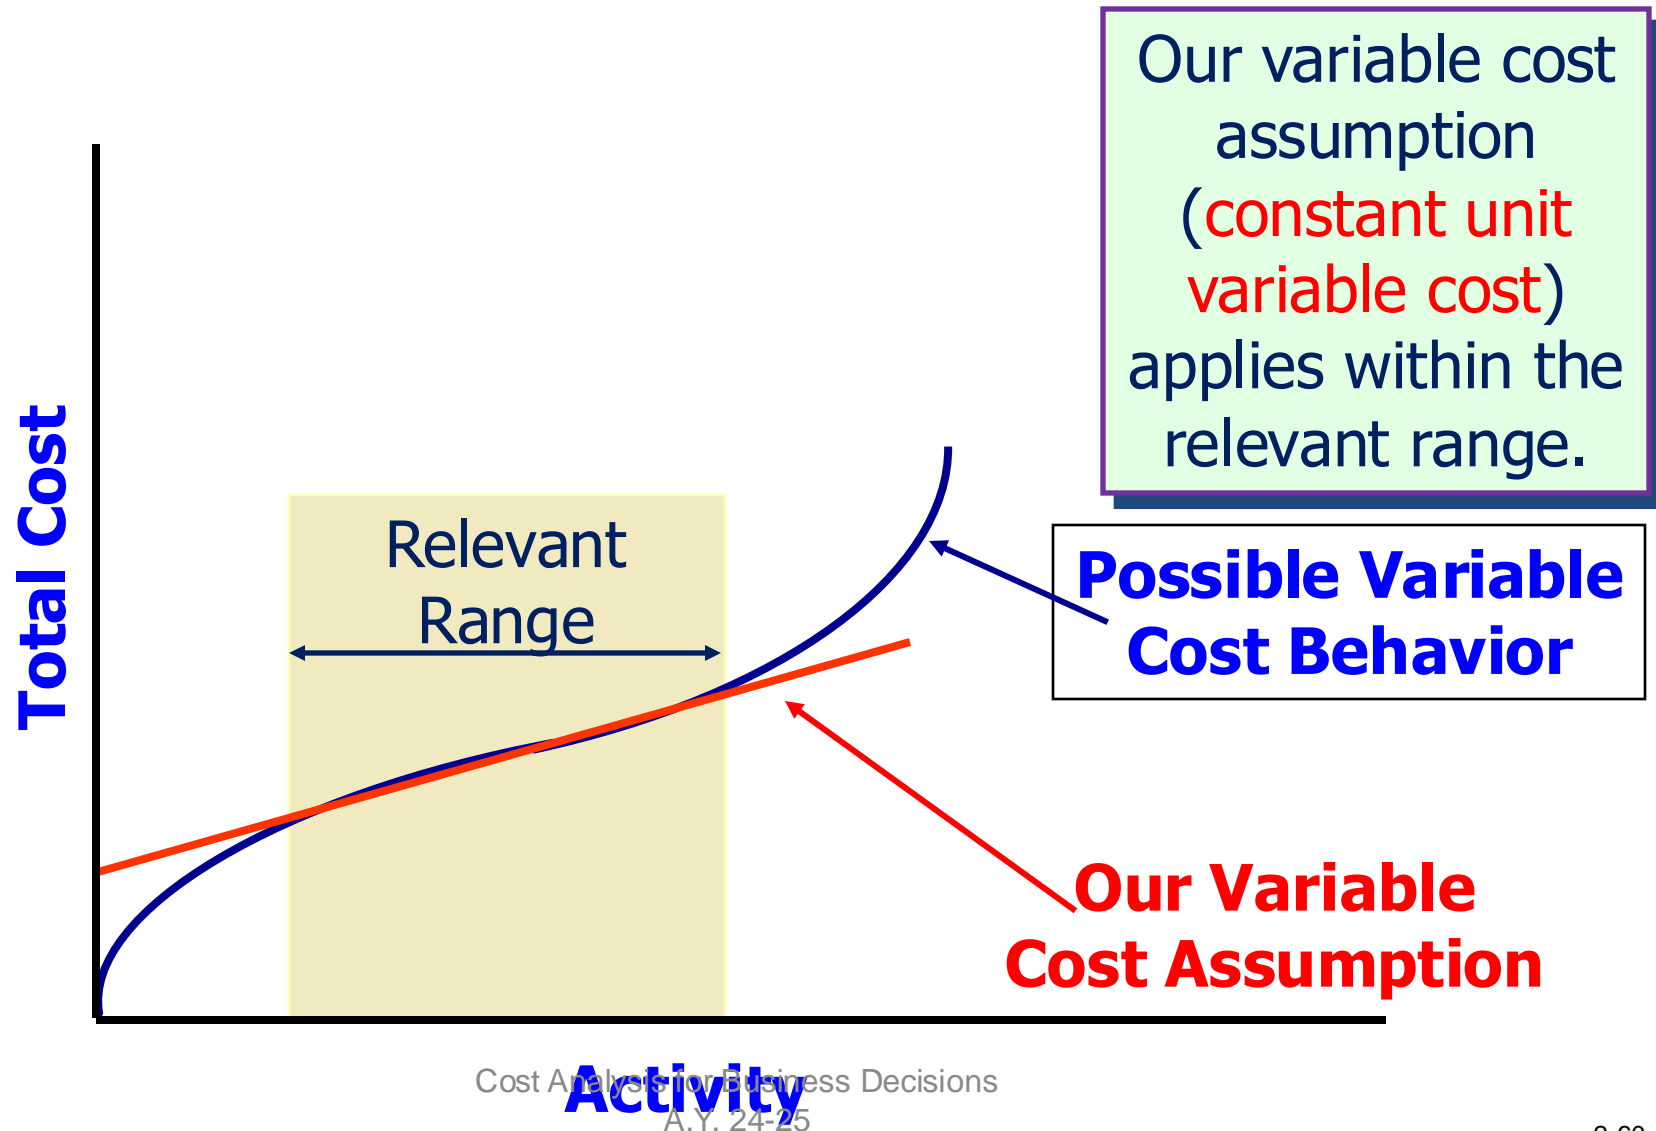 Our variable cost
assumption
(constant unit
variable cost)
applies within the
relevant range.
Total Cost
Relevant
Range
Possible Variable
Cost Behavior
Our Variable
Cost Assumption
Activity
Cost Analysis for Business Decisions
A.Y. 24-25